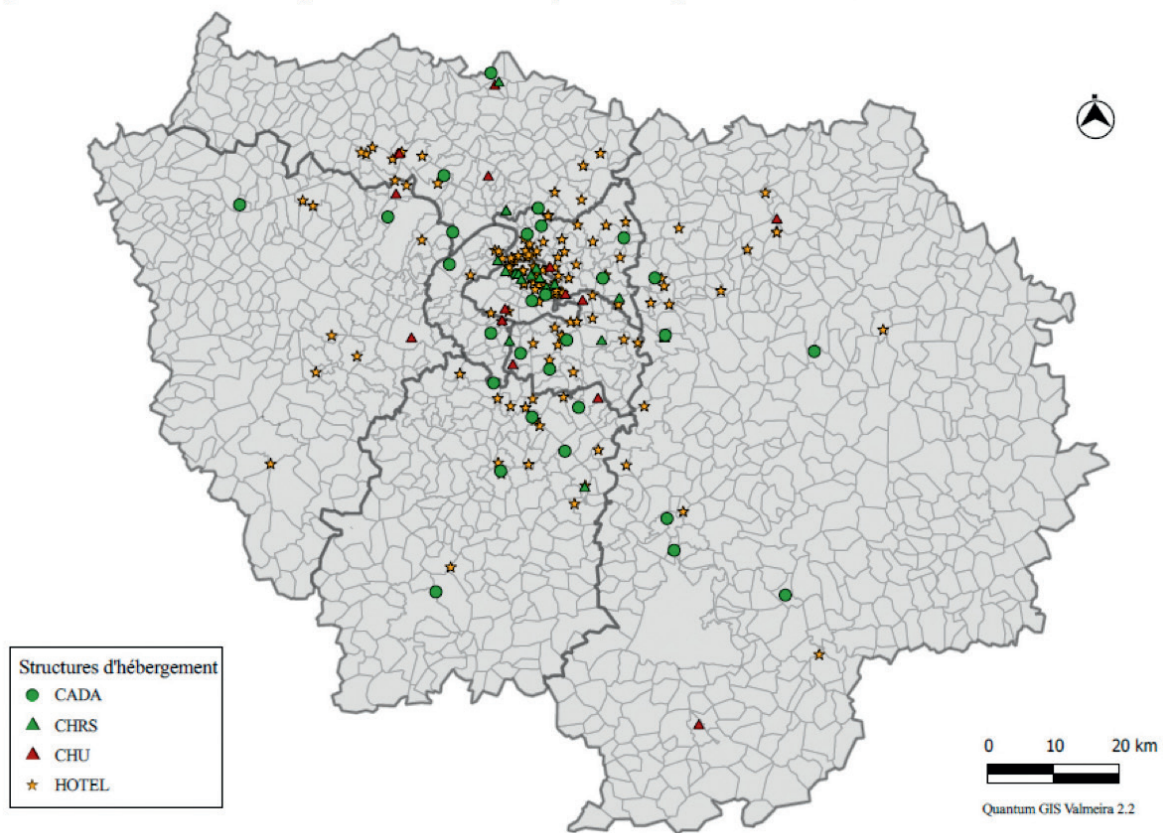 Structures d'hébergement
CADA
CHRS
CHU
HOTEL
0 10 20 km
Quantum GIS Valmeira 2.2